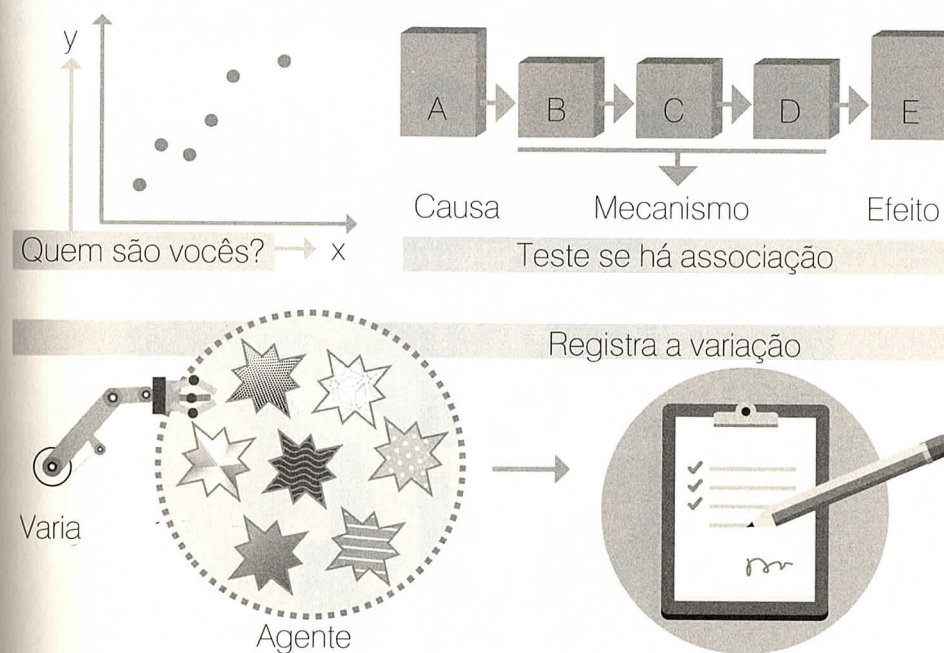 y
A B C D E
Causa Mecanismo Efeito
Quem são vocês? x
Teste se há associação
Registra a variação
Varia
Agente